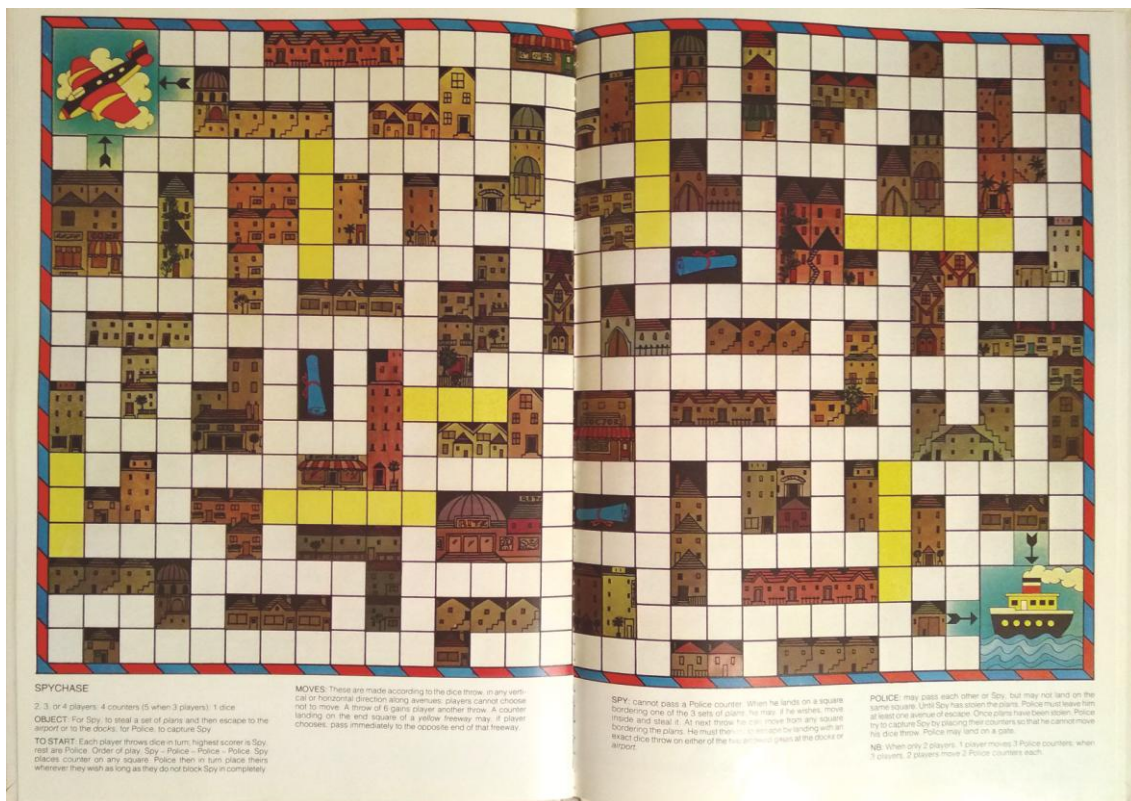 SPYCHASE
2, 3, or 4 players: 4 counters (5 when 3 players): 1 dice
OBJECT: For Spy, to steal a set of plans and then escape to the
airport or to the docks; for Police, to capture Spy
TO START: Each player throws dice in turn; highest scorer is Spy,
rest are Police. Order of play: Spy – Police – Police – Police. Spy
places counter on any square. Police then in turn place theirs
wherever they wish as long as they do not block Spy in completely.
MOVES: These are made according to the dice throw, in any verti-
cal or horizontal direction along avenues: players cannot choose
not to move. A throw of 6 gains player another throw. A counter
landing on the end square of a yellow freeway may, if player
chooses, pass immediately to the opposite end of that freeway.
SPY: cannot pass a Police counter. When he lands on a square
bordering one of the 3 sets of plans, he may, if he wishes, move
inside and steal it. At next throw he can move from any square
bordering the plans. He must then escape by landing with an
exact dice throw on either of the two arrowed gates at the docks or
airport.
POLICE: may pass each other or Spy, but may not land on the
same square. Until Spy has stolen the plans, Police must leave him
at least one avenue of escape. Once plans have been stolen, Police
try to capture Spy by placing their counters so that he cannot move
his dice throw. Police may land on a gate.
NB: When only 2 players, 1 player moves 3 Police counters; when
3 players, 2 players move 2 Police counters each.